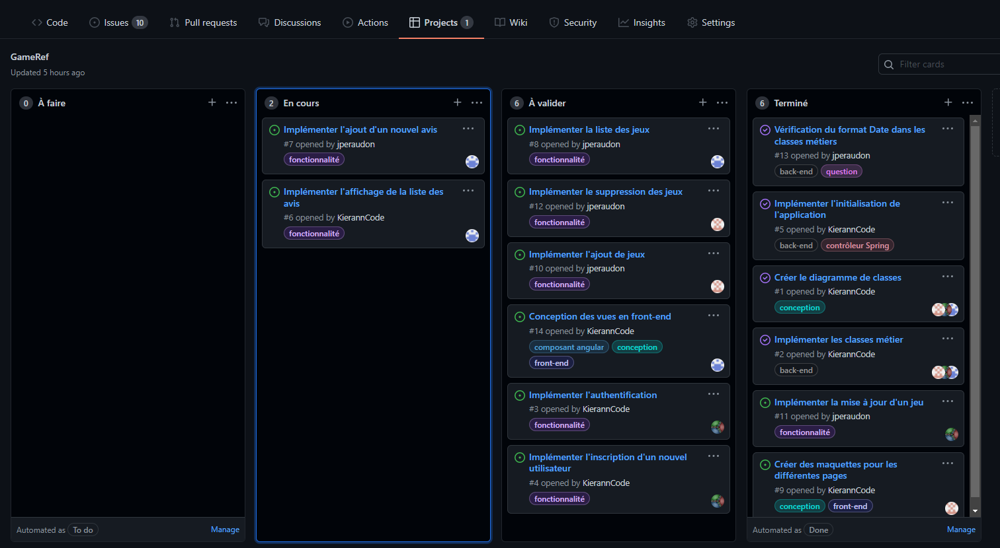 Code
Issues 10
Pull requests
Discussions
Actions
Projects 1
Wiki
Security
Insights
Settings
GameRef
Updated 5 hours ago
Filter cards
0 À faire
Automated as To do
Manage
2 En cours
Implémenter l'ajout d'un nouvel avis
#7 opened by jperaudon
fonctionnalité
Implémenter l'affichage de la liste des
avis
#6 opened by KierannCode
fonctionnalité
6 À valider
Implémenter la liste des jeux
#8 opened by jperaudon
fonctionnalité
Implémenter le suppression des jeux
#12 opened by jperaudon
fonctionnalité
Implémenter l'ajout de jeux
#10 opened by jperaudon
fonctionnalité
Conception des vues en front-end
#14 opened by KierannCode
composant angular conception
front-end
Implémenter l'authentification
#3 opened by KierannCode
fonctionnalité
Implémenter l'inscription d'un nouvel
utilisateur
#4 opened by KierannCode
fonctionnalité
6 Terminé
Vérification du format Date dans les
classes métiers
#13 opened by jperaudon
back-end question
Implémenter l'initialisation de
l'application
#5 opened by KierannCode
back-end contrôleur Spring
Créer le diagramme de classes
#1 opened by KierannCode
conception
Implémenter les classes métier
#2 opened by KierannCode
back-end
Implémenter la mise à jour d'un jeu
#11 opened by jperaudon
fonctionnalité
Créer des maquettes pour les
différentes pages
#9 opened by KierannCode
conception front-end
Automated as Done
Manage